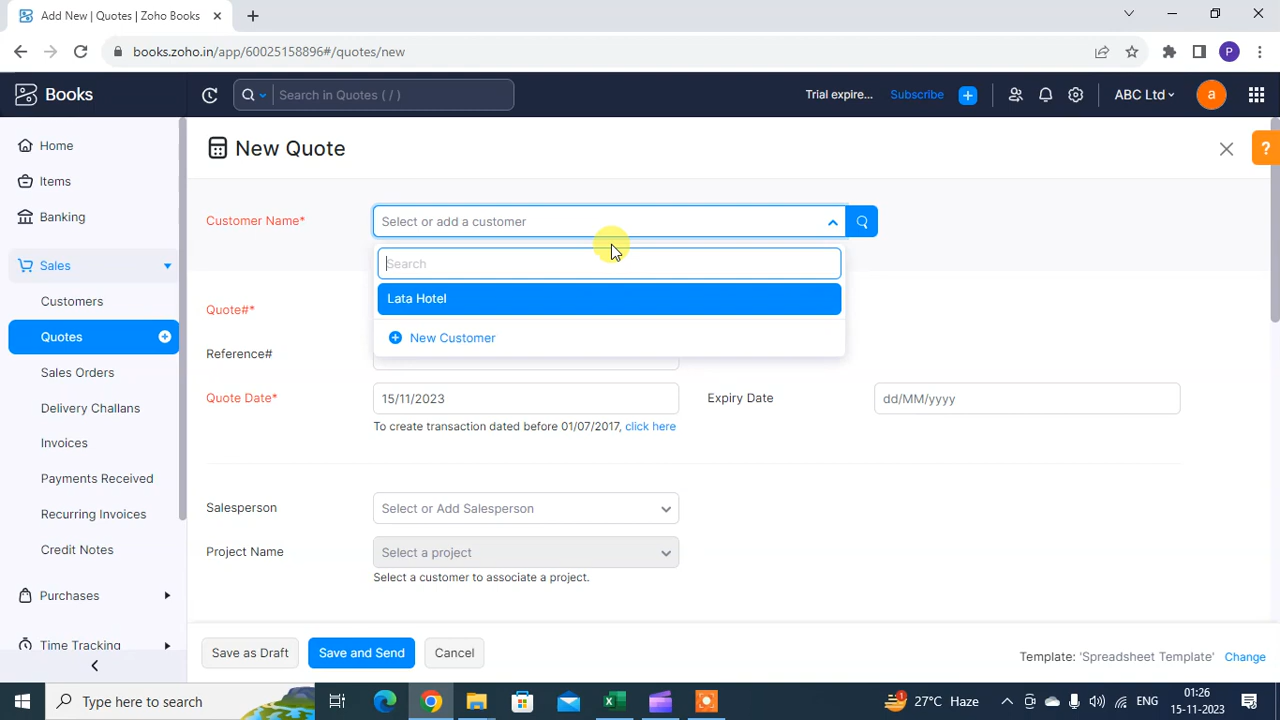 Add New | Quotes | Zoho Books
books.zoho.in/app/60025158896#/quotes/new
P
Books
Search in Quotes ( / )
Trial expire...
Subscribe
ABC Ltd
a
Home
Items
Banking
Sales
Customers
Quotes
Sales Orders
Delivery Challans
Invoices
Payments Received
Recurring Invoices
Credit Notes
Purchases
Time Tracking
New Quote
?
Customer Name*
Select or add a customer
Search
Lata Hotel
New Customer
Quote#*
Reference#
Quote Date*
15/11/2023
Expiry Date
dd/MM/yyyy
To create transaction dated before 01/07/2017, click here
Salesperson
Select or Add Salesperson
Project Name
Select a project
Select a customer to associate a project.
Save as Draft
Save and Send
Cancel
Template: 'Spreadsheet Template' Change
Type here to search
1
27°C Haze
ENG
01:26
15-11-2023